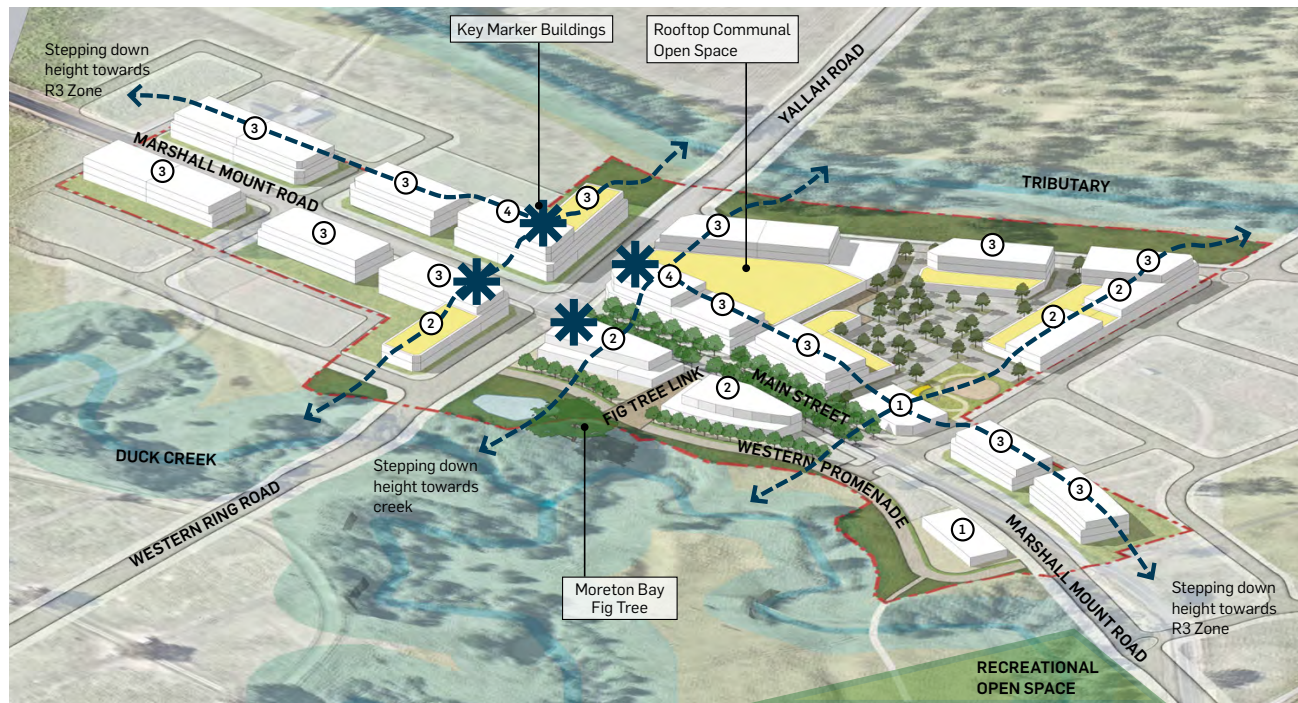 Key Marker Buildings
Rooftop Communal
Open Space
Stepping down
height towards
R3 Zone
YALLAH ROAD
3
MARSHALL MOUNT ROAD
3
3
3
4
3
TRIBUTARY
3
3
3
3
3
4
2
3
2
2
2
3
MAIN STREET
FIG TREE LINK
2
1
DUCK CREEK
Stepping down
height towards
creek
WESTERN PROMENADE
3
3
WESTERN RING ROAD
1
MARSHALL MOUNT ROAD
Moreton Bay
Fig Tree
Stepping down
height towards
R3 Zone
RECREATIONAL
OPEN SPACE